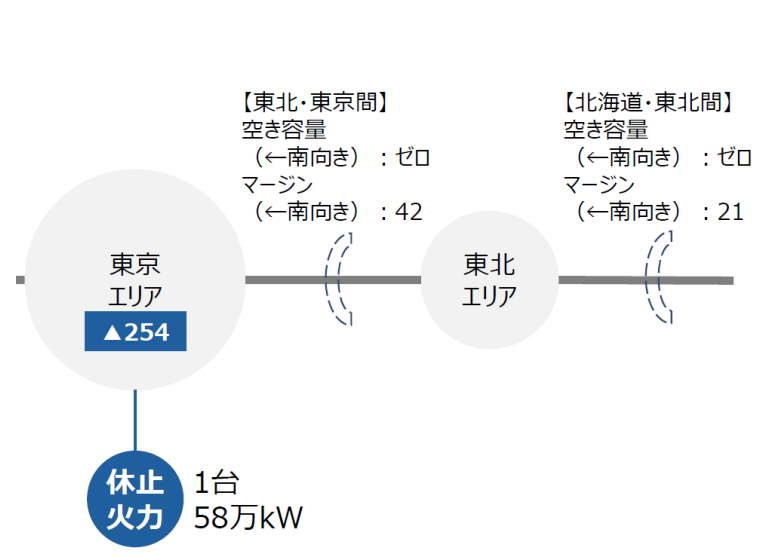 【東北・東京間】
空き容量
（←南向き）：ゼロ
マージン
（←南向き）：42
【北海道・東北間】
空き容量
（←南向き）：ゼロ
マージン
（←南向き）：21
東京
エリア
▲254
東北
エリア
休止
火力
1台
58万kW